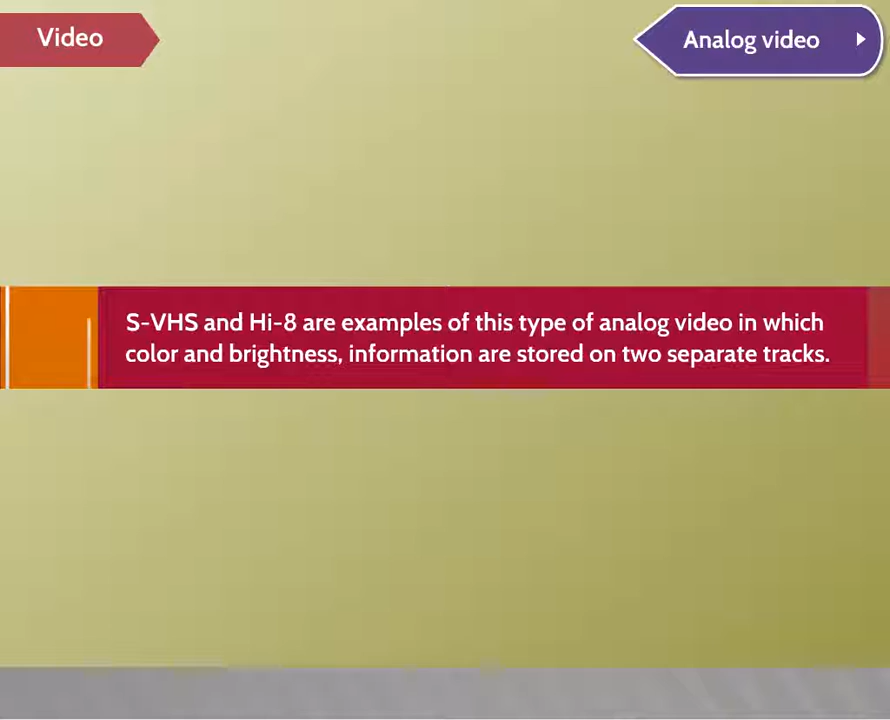 Video
Analog video
S-VHS and Hi-8 are examples of this type of analog video in which
color and brightness, information are stored on two separate tracks.